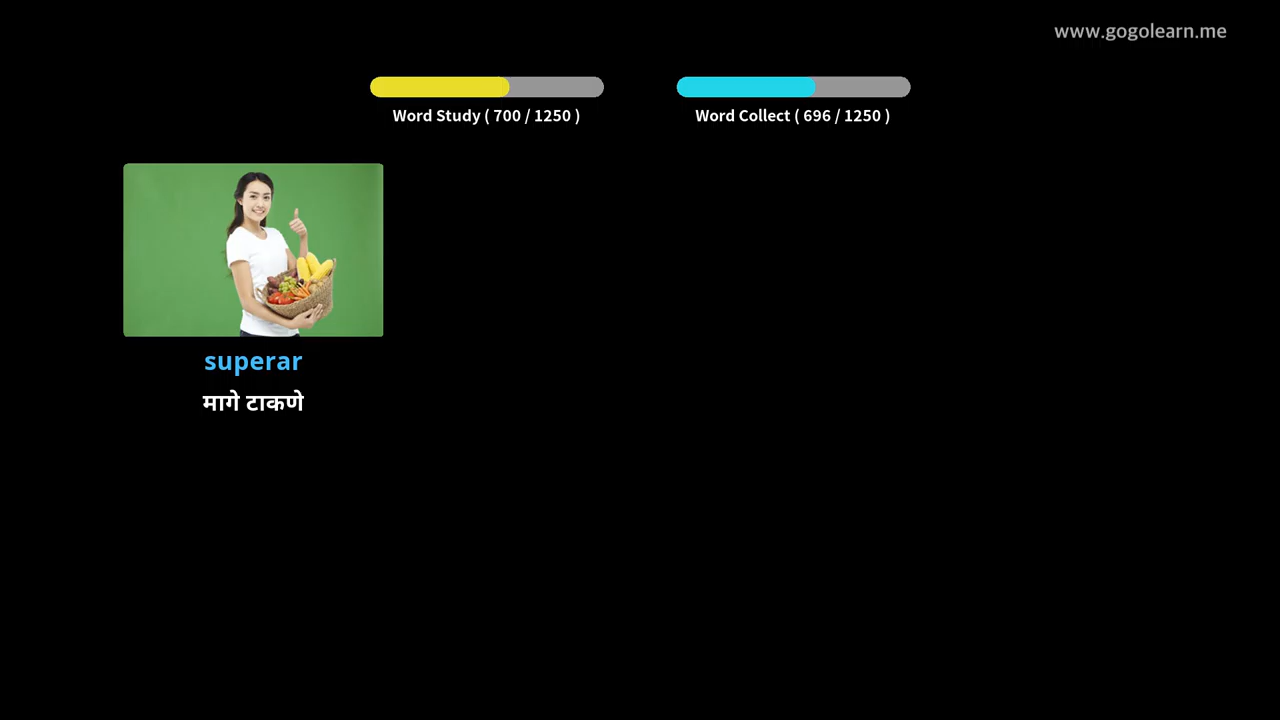 www.gogolearn.me
Word Study ( 700 / 1250 )
Word Collect ( 696 / 1250 )
superar
मागे टाकणे